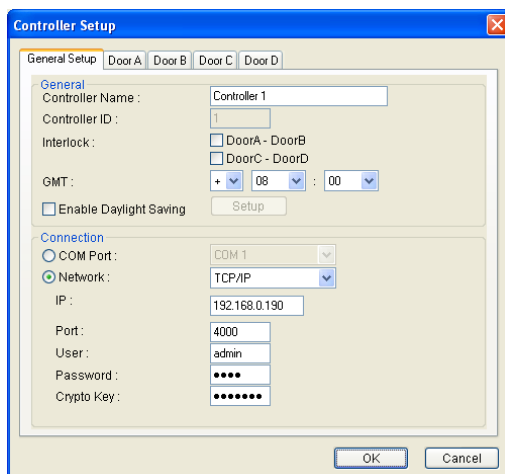 Controller Setup
General Setup Door A Door B Door C Door D
General
Controller Name : Controller 1
Controller ID : 1
Interlock : DoorA - DoorB
DoorC - DoorD
GMT : + 08 : 00
Enable Daylight Saving Setup
Connection
COM Port : COM 1
Network : TCP/IP
IP : 192.168.0.190
Port : 4000
User : admin
Password : ●●●●
Crypto Key : ●●●●●●●
OK Cancel